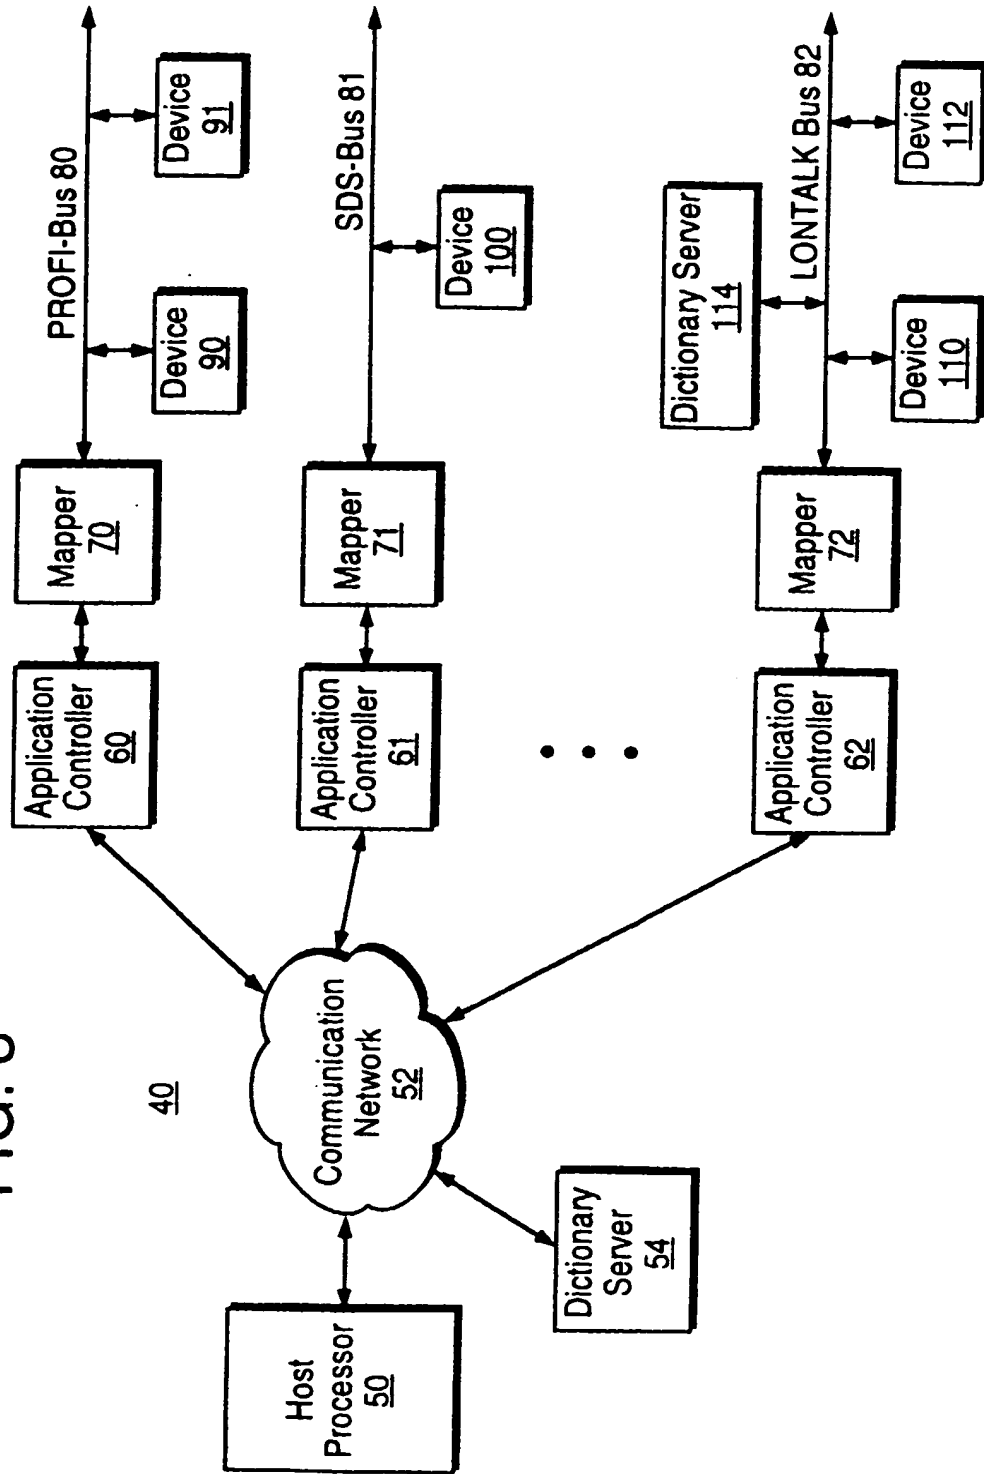 FIG.
40
Host
Processor
50
Communication
Network
52
Dictionary
Server
54
Application
Controller
60
Mapper
70
PROFI-Bus 80
Device
90
Device
91
Application
Controller
61
Mapper
71
SDS-Bus 81
Device
100
Application
Controller
62
Mapper
72
Dictionary Server
114
LONTALK Bus 82
Device
110
Device
112